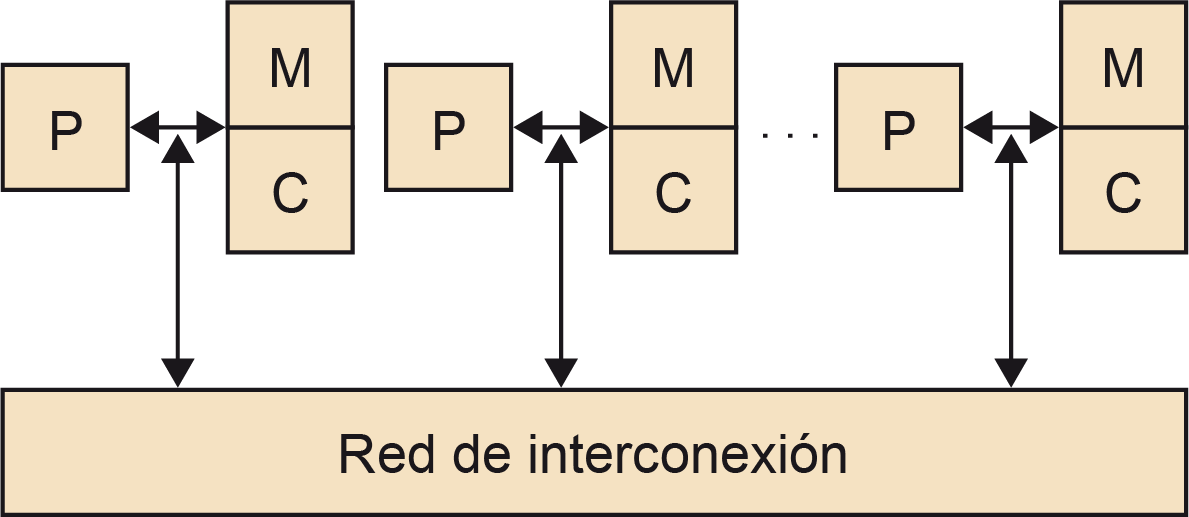 M M M
P P . . . P
C C C
Red de interconexión